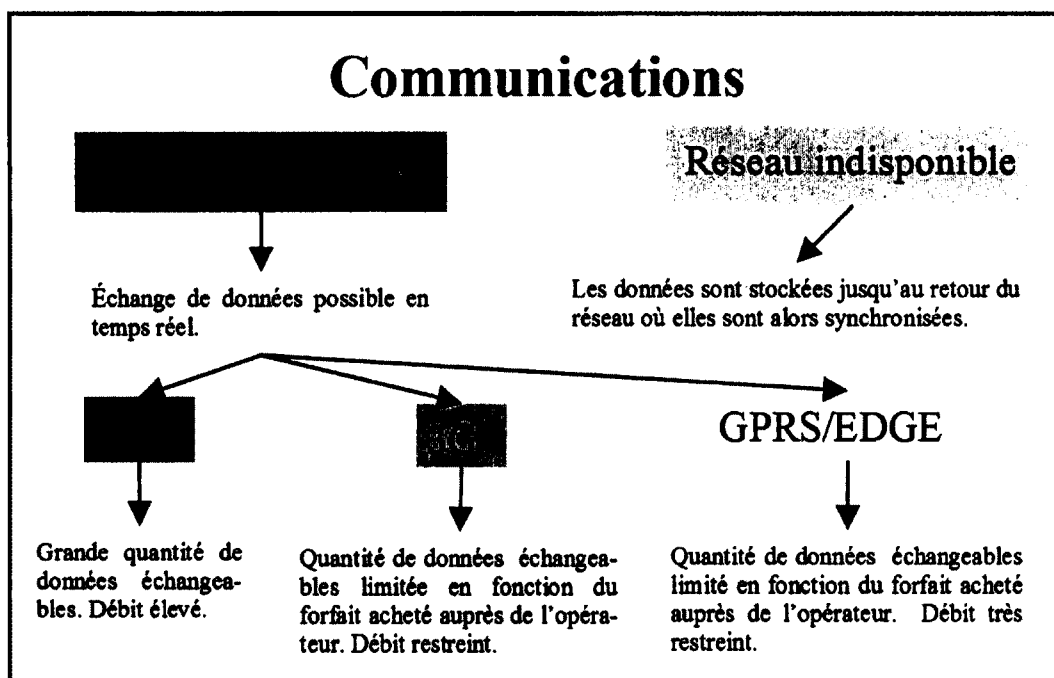 Communications
Réseau indisponible
Échange de données possible en
temps réel.
Les données sont stockées jusqu'au retour du
réseau où elles sont alors synchronisées.
GPRS/EDGE
Grande quantité de
données échangea-
bles. Débit élevé.
Quantité de données échangea-
bles limitée en fonction du
forfait acheté auprès de l'opéra-
teur. Débit restreint.
Quantité de données échangeables
limité en fonction du forfait acheté
auprès de l'opérateur. Débit très
restreint.